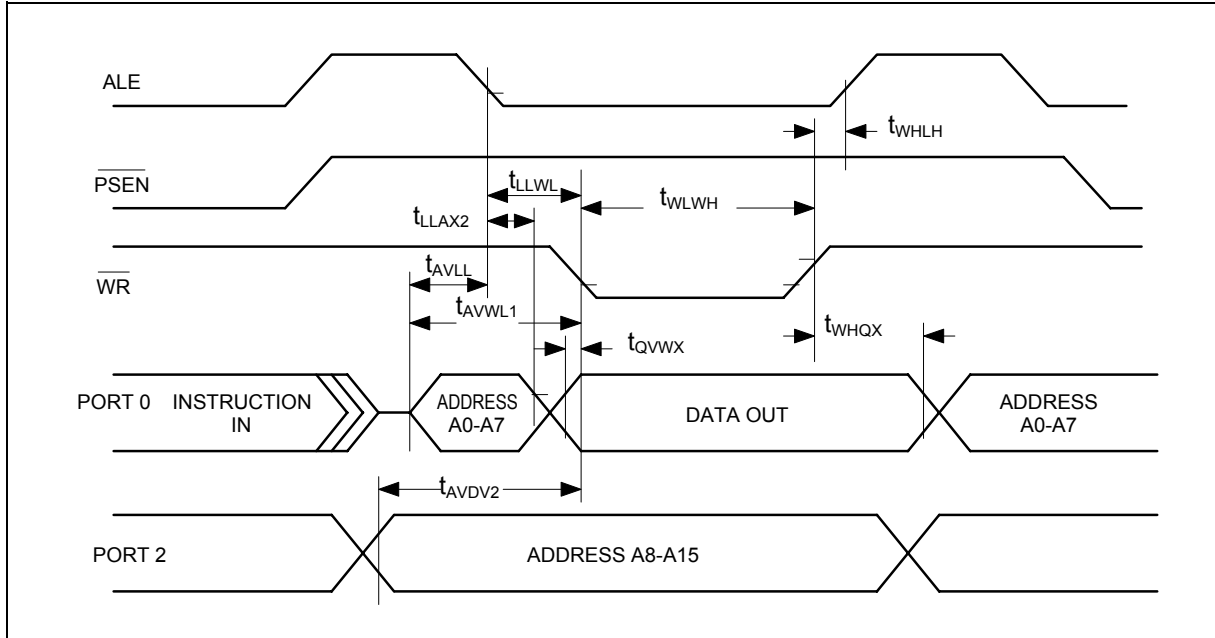 ALE
tWHLH
PSEN
tLLWL
tWLWH
tLLAX2
WR
tAVLL
tAVWL1
tWHQX
tQVWX
PORT 0
INSTRUCTION
IN
ADDRESS
A0-A7
DATA OUT
ADDRESS
A0-A7
tAVDV2
PORT 2
ADDRESS A8-A15